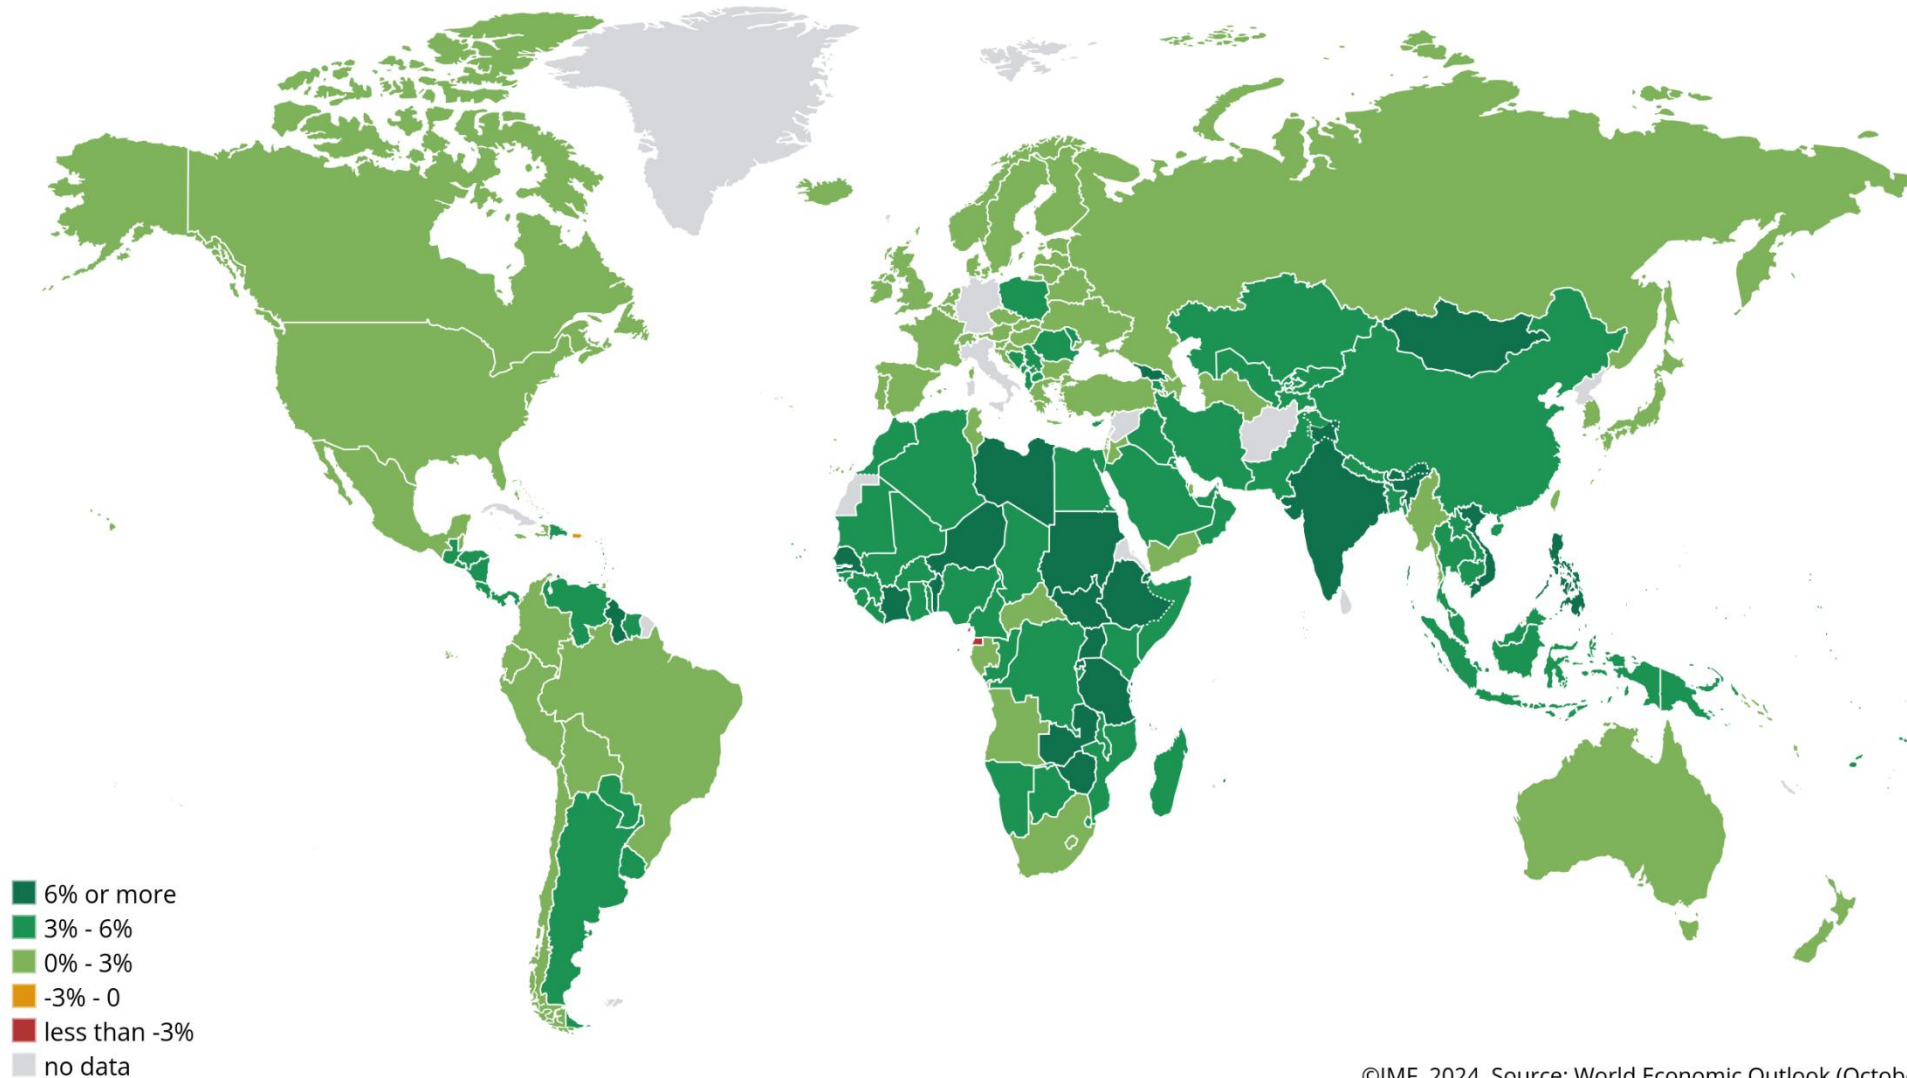 6% or more
3% - 6%
0% - 3%
-3% - 0
less than -3%
no data
©IMF, 2024, Source: World Economic Outlook (Octobe